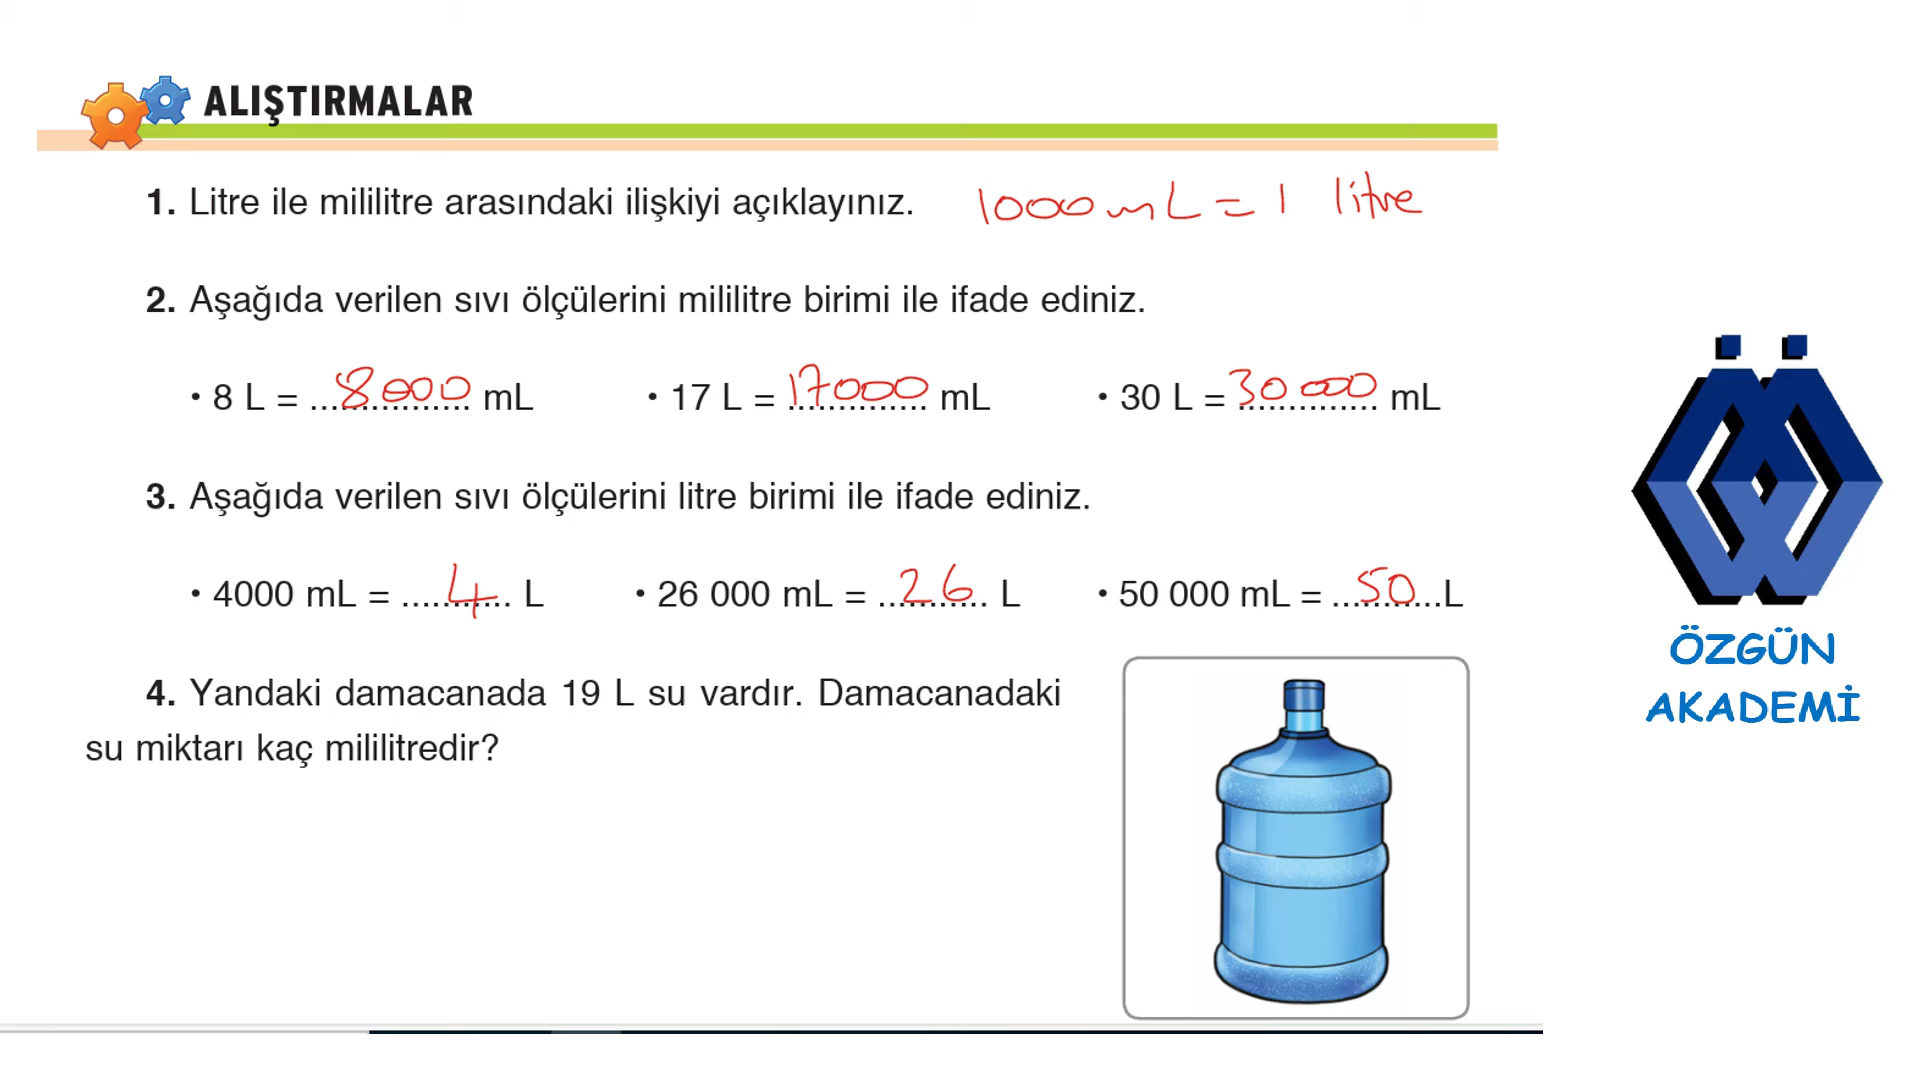 ALIŞTIRMALAR
1. Litre ile mililitre arasındaki ilişkiyi açıklayınız. 1000 mL = 1 litre
2. Aşağıda verilen sıvı ölçülerini mililitre birimi ile ifade ediniz.
• 8 L = 8000 mL • 17 L = 17000 mL • 30 L = 30 000 mL
3. Aşağıda verilen sıvı ölçülerini litre birimi ile ifade ediniz.
• 4000 mL = 4 L • 26 000 mL = 26 L • 50 000 mL = 50 L
4. Yandaki damacanada 19 L su vardır. Damacanadaki
su miktarı kaç mililitredir?
ÖZGÜN
AKADEMİ